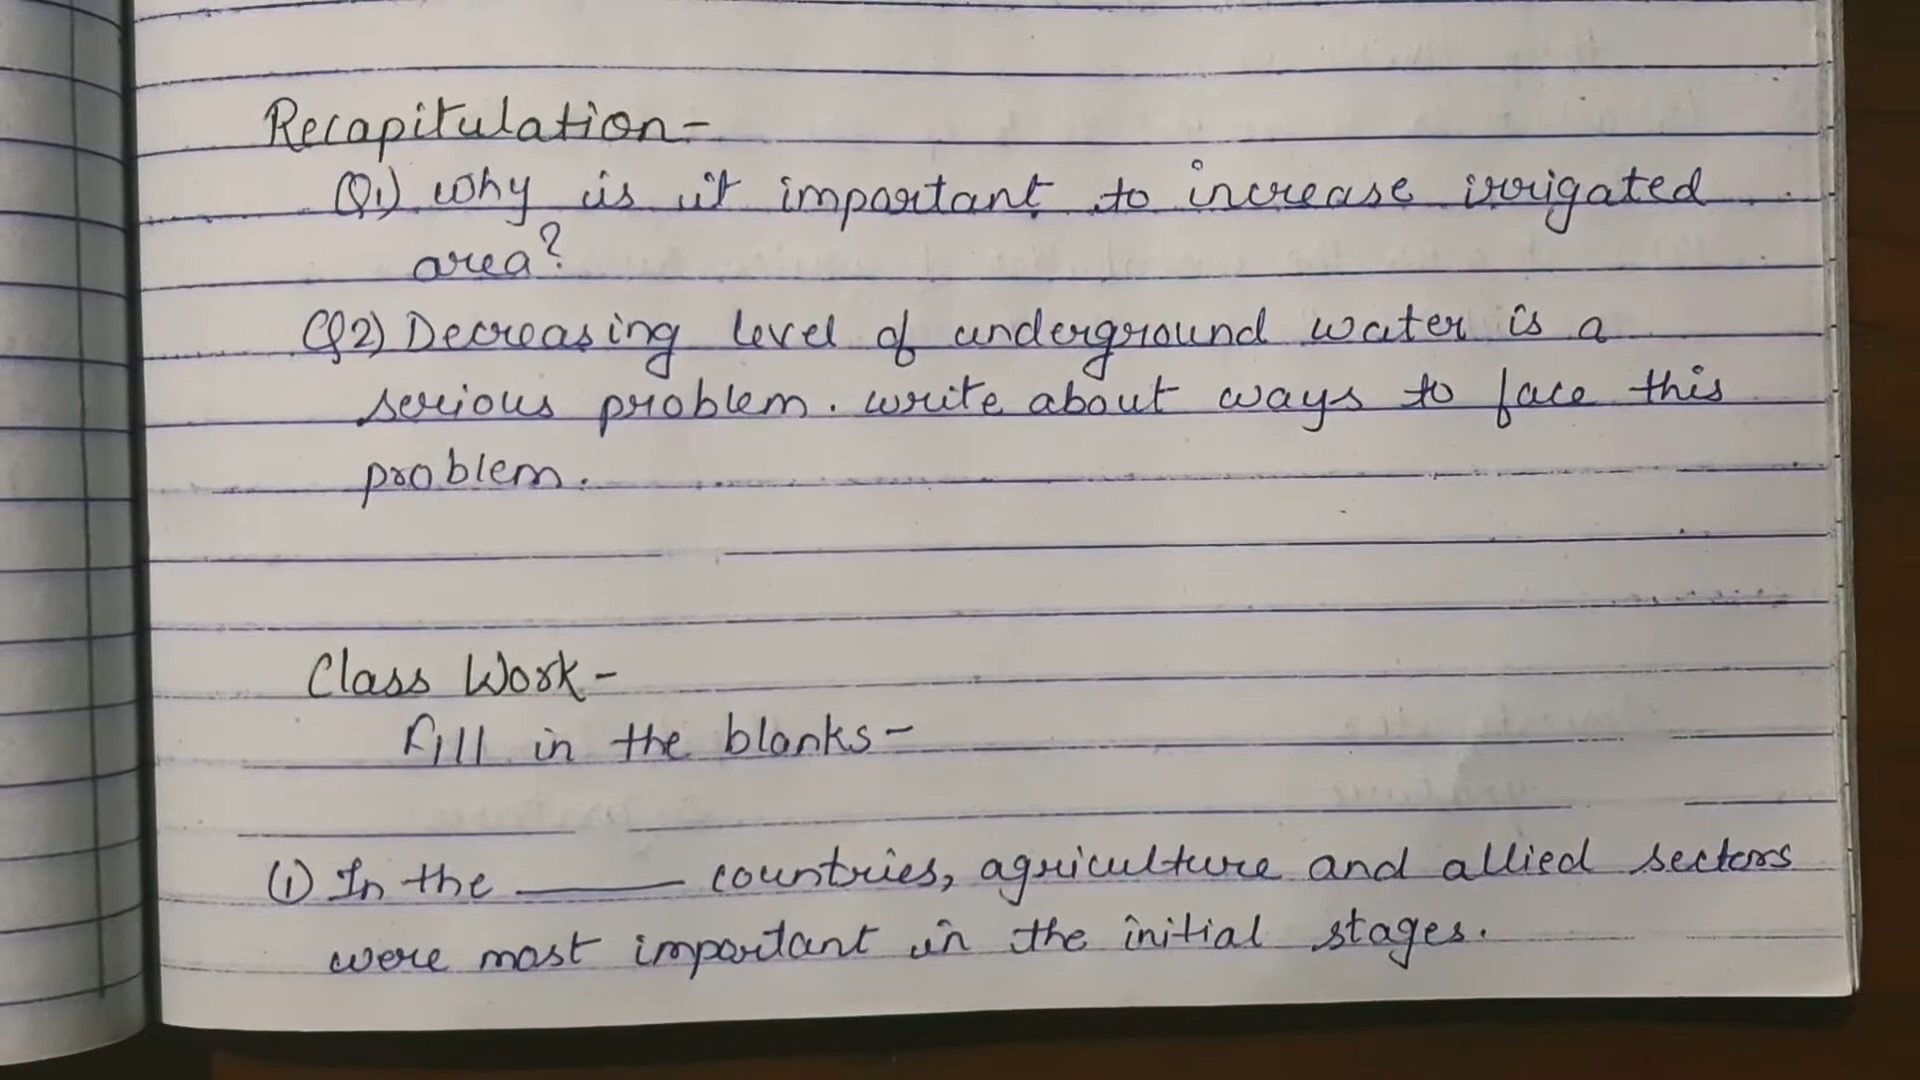 Recapitulation-
Q1) why is it important to increase irrigated
area?
Q2) Decreasing level of underground water is a
serious problem. write about ways to face this
problem.
Class Work-
Fill in the blanks-
(1) In the ______ countries, agriculture and allied sectors
were most important in the initial stages.